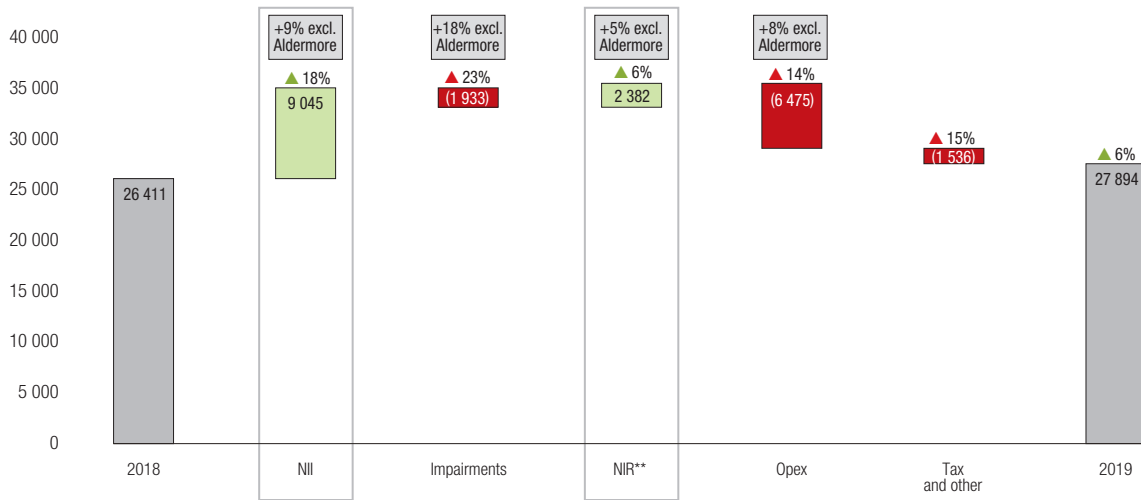 40 000
35 000
30 000
25 000
20 000
15 000
10 000
5 000
0
26 411
+9% excl.
Aldermore
▲ 18%
9 045
+18% excl.
Aldermore
▲ 23%
(1 933)
+5% excl.
Aldermore
▲ 6%
2 382
+8% excl.
Aldermore
▲ 14%
(6 475)
▲ 15%
(1 536)
▲ 6%
27 894
2018
NII
Impairments
NIR**
Opex
Tax
and other
2019